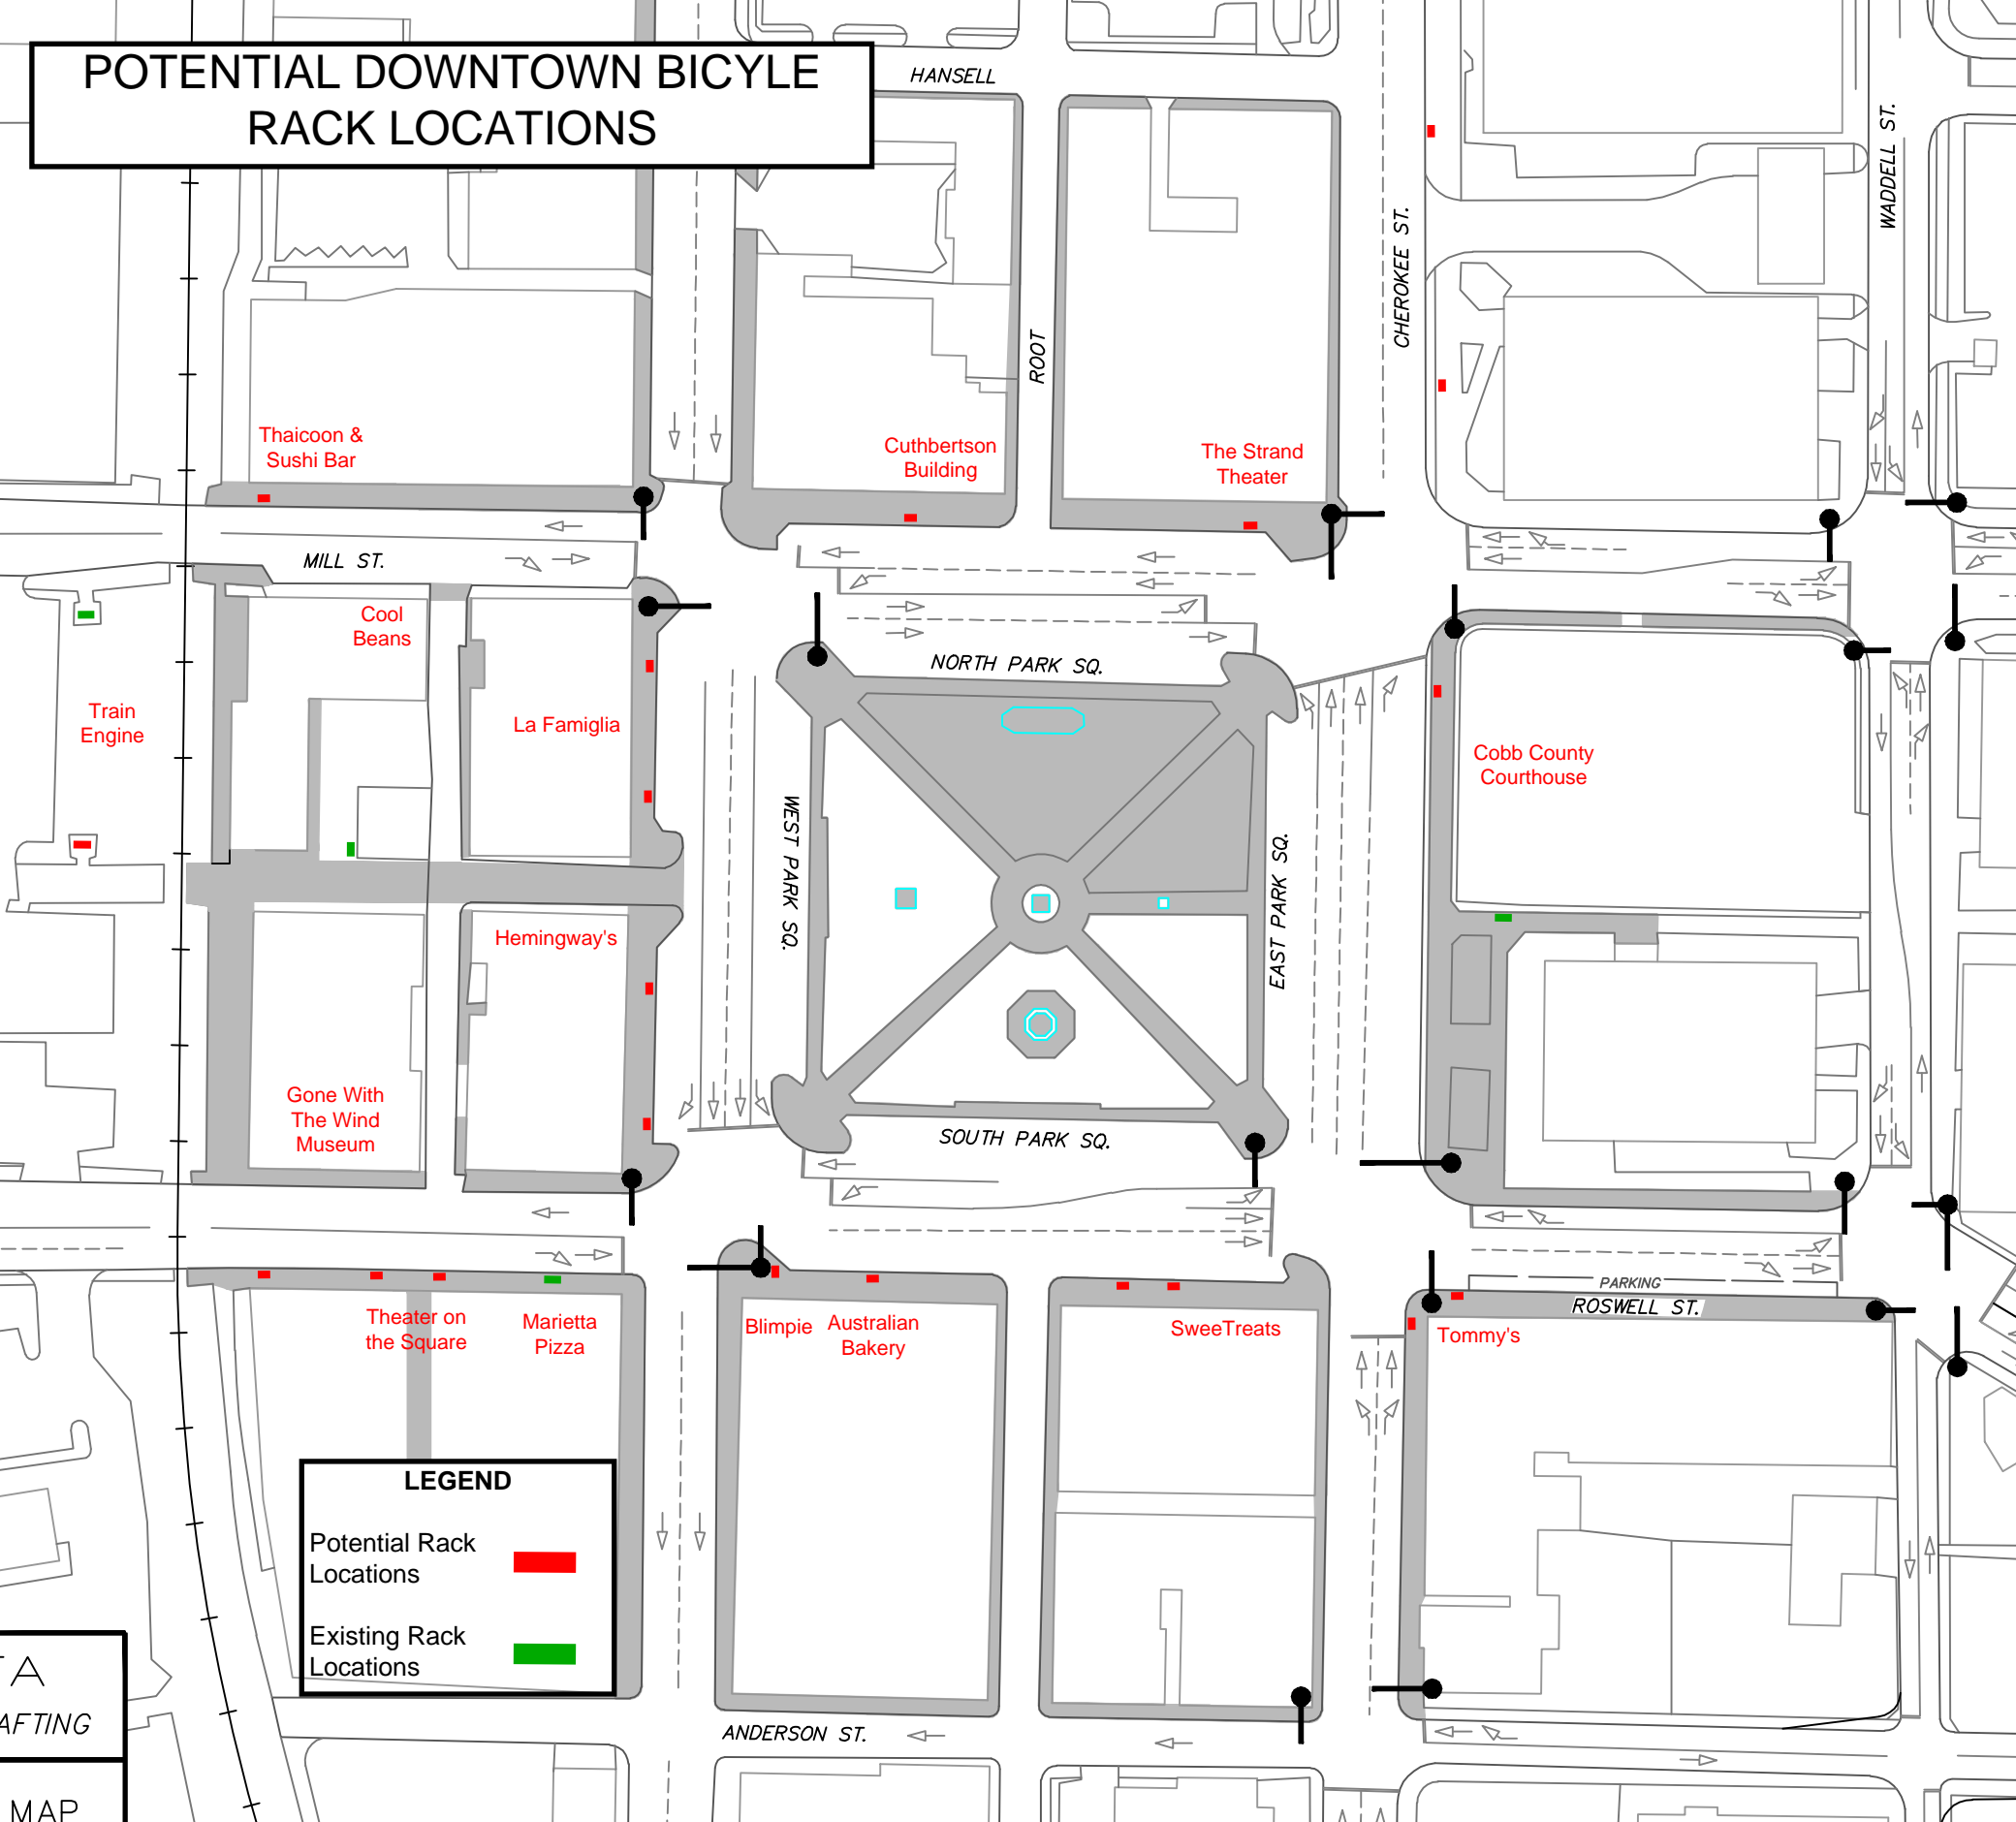 POTENTIAL DOWNTOWN BICYLE
RACK LOCATIONS
HANSELL
WADDELL ST.
CHEROKEE ST.
ROOT
Thaicoon &
Sushi Bar
Cuthbertson
Building
The Strand
Theater
MILL ST.
Cool
Beans
NORTH PARK SQ.
Train
Engine
La Famiglia
Cobb County
Courthouse
WEST PARK SQ.
EAST PARK SQ.
Hemingway's
Gone With
The Wind
Museum
SOUTH PARK SQ.
PARKING
ROSWELL ST.
Theater on
the Square
Marietta
Pizza
Blimpie
Australian
Bakery
SweeTreats
Tommy's
LEGEND
Potential Rack
Locations
Existing Rack
Locations
TA
AFTING
MAP
ANDERSON ST.